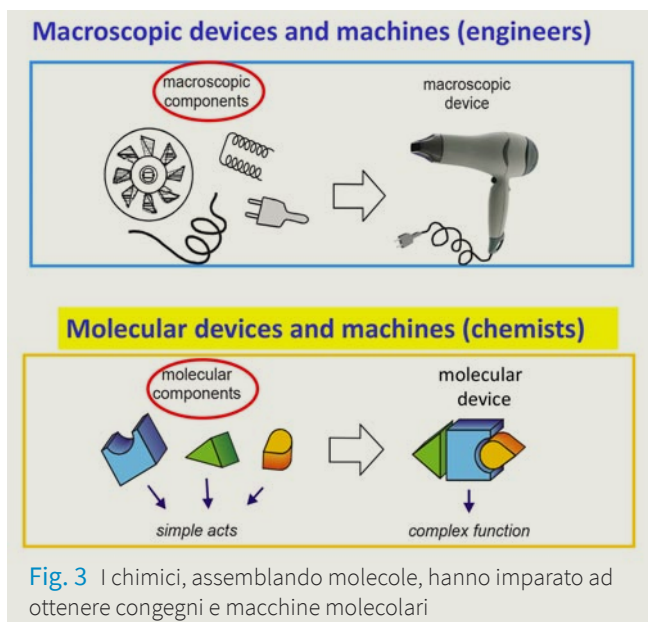 Macroscopic devices and machines (engineers)
macroscopic
components
macroscopic
device
Molecular devices and machines (chemists)
molecular
components
molecular
device
simple acts
complex function
Fig. 3 I chimici, assemblando molecole, hanno imparato ad
ottenere congegni e macchine molecolari